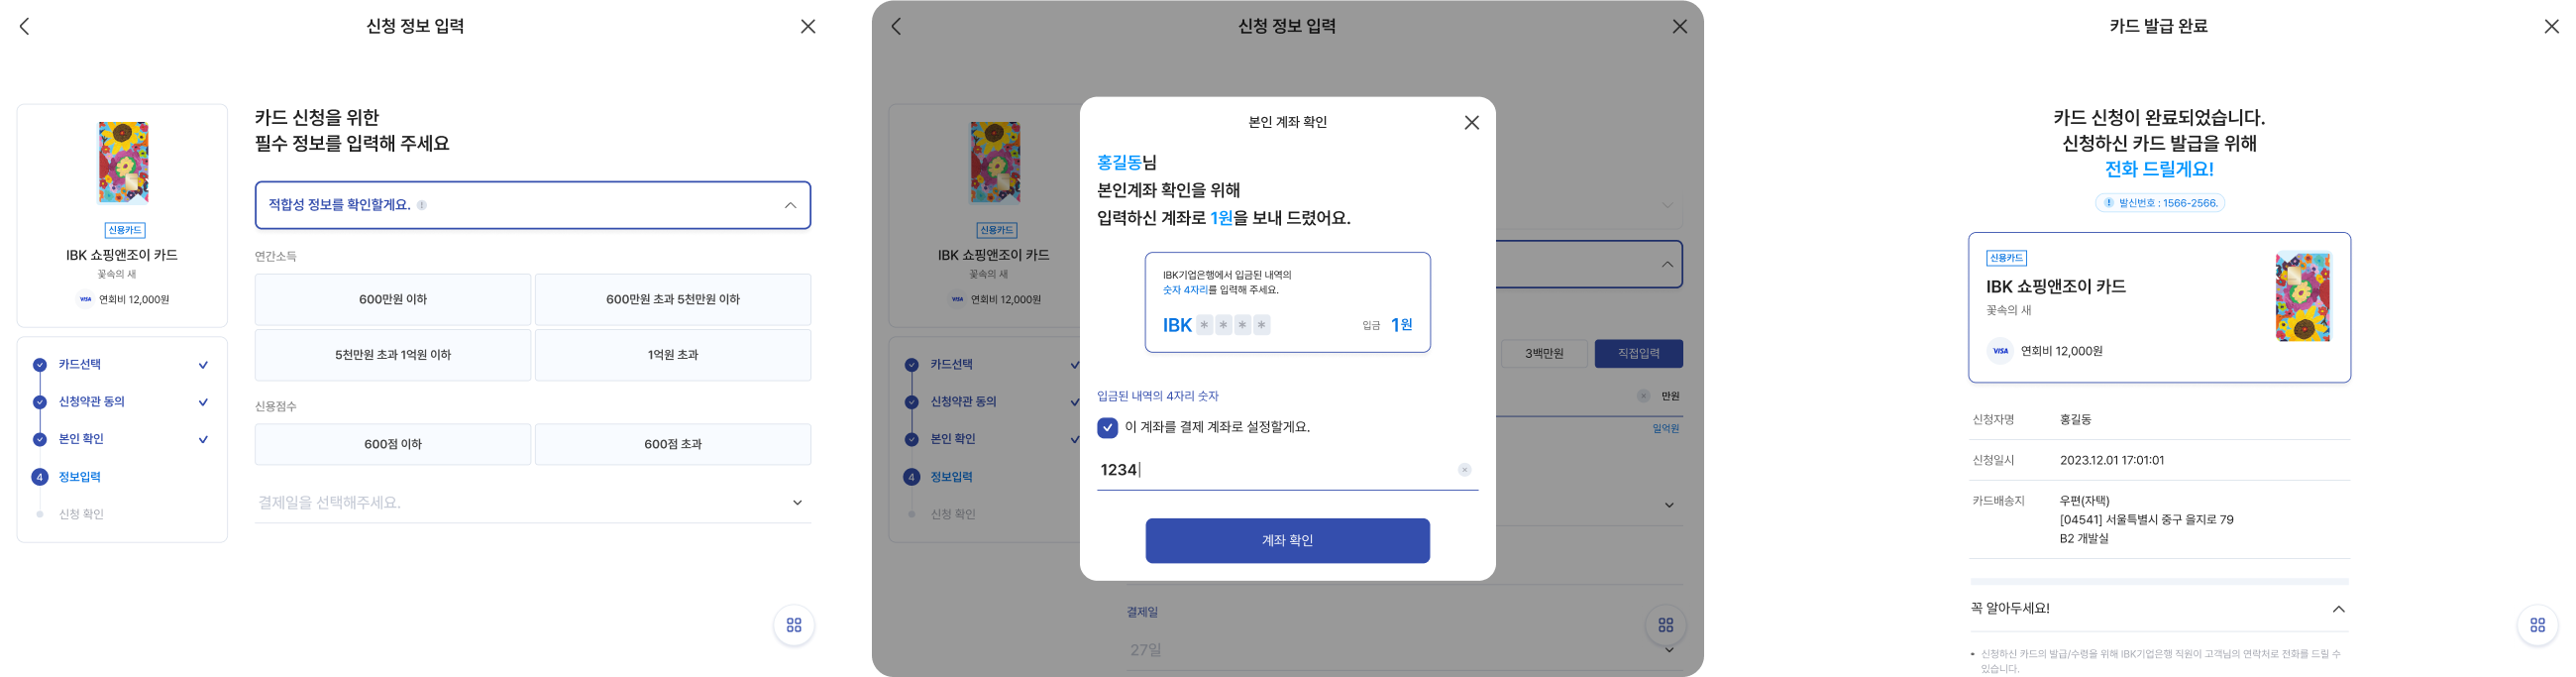 신청 정보 입력
신용카드
IBK 쇼핑앤조이 카드
꽃속의 새
VISA 연회비 12,000원
카드선택
신청약관 동의
본인 확인
4 정보입력
신청 확인
카드 신청을 위한
필수 정보를 입력해 주세요
적합성 정보를 확인할게요.
연간소득
600만원 이하
600만원 초과 5천만원 이하
5천만원 초과 1억원 이하
1억원 초과
신용점수
600점 이하
600점 초과
결제일을 선택해주세요.
신청 정보 입력
신용카드
IBK 쇼핑앤조이 카드
꽃속의 새
VISA 연회비 12,000원
카드선택
신청약관 동의
본인 확인
4 정보입력
신청 확인
3백만원
직접입력
만원
일억원
결제일
27일
본인 계좌 확인
홍길동님
본인계좌 확인을 위해
입력하신 계좌로 1원을 보내 드렸어요.
IBK기업은행에서 입금된 내역의
숫자 4자리를 입력해 주세요.
IBK * * * * 입금 1원
입금된 내역의 4자리 숫자
이 계좌를 결제 계좌로 설정할게요.
1234
계좌 확인
카드 발급 완료
카드 신청이 완료되었습니다.
신청하신 카드 발급을 위해
전화 드릴게요!
발신번호 : 1566-2566.
신용카드
IBK 쇼핑앤조이 카드
꽃속의 새
VISA 연회비 12,000원
신청자명 홍길동
신청일시 2023.12.01 17:01:01
카드배송지 우편(자택)
[04541] 서울특별시 중구 을지로 79
B2 개발실
꼭 알아두세요!
• 신청하신 카드의 발급/수령을 위해 IBK기업은행 직원이 고객님의 연락처로 전화를 드릴 수
있습니다.